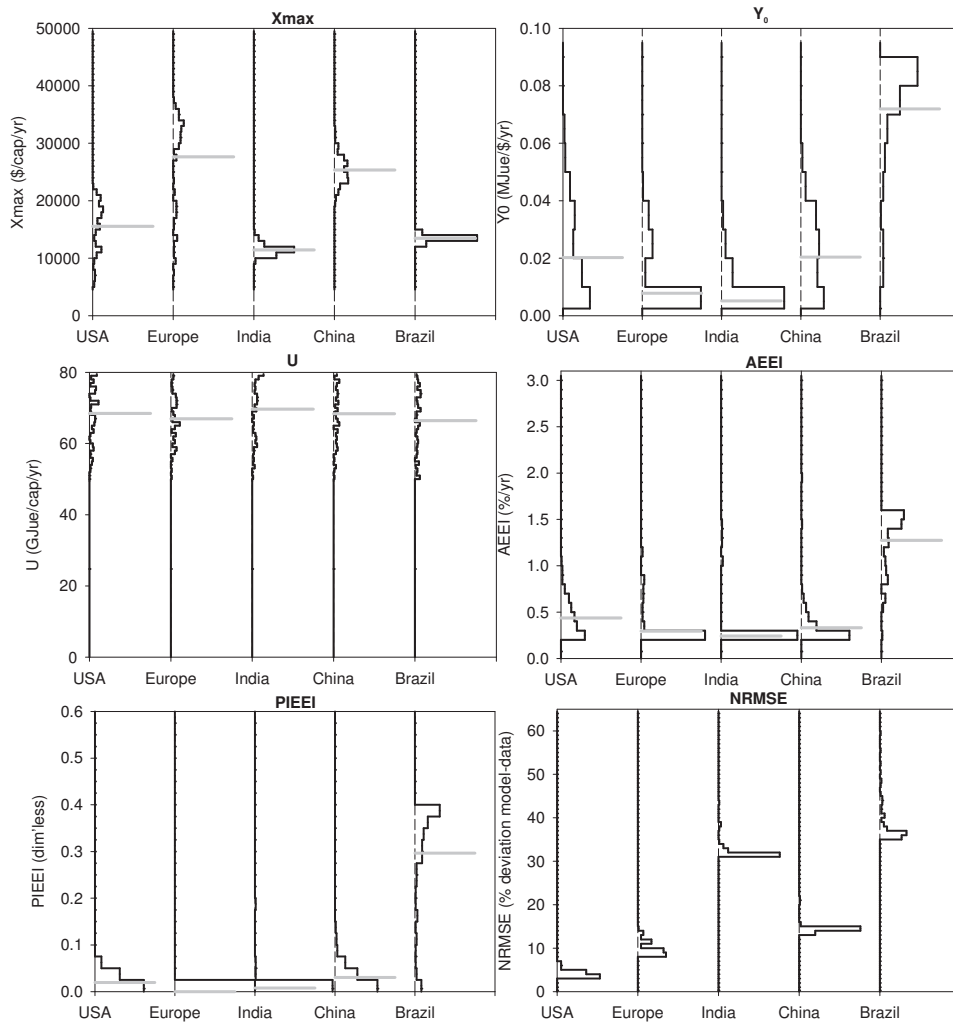 Xmax
50000
40000
30000
20000
10000
0
Xmax ($/cap/yr)
USA Europe India China Brazil
Y₀
0.10
0.08
0.06
0.04
0.02
0.00
Y0 (MJue/$/yr)
USA Europe India China Brazil
U
80
60
40
20
0
U (GJue/cap/yr)
USA Europe India China Brazil
AEEI
3.0
2.5
2.0
1.5
1.0
0.5
0.0
AEEI (%/yr)
USA Europe India China Brazil
PIEEI
0.6
0.5
0.4
0.3
0.2
0.1
0.0
PIEEI (dim'less)
USA Europe India China Brazil
NRMSE
60
50
40
30
20
10
0
NRMSE (% deviation model-data)
USA Europe India China Brazil